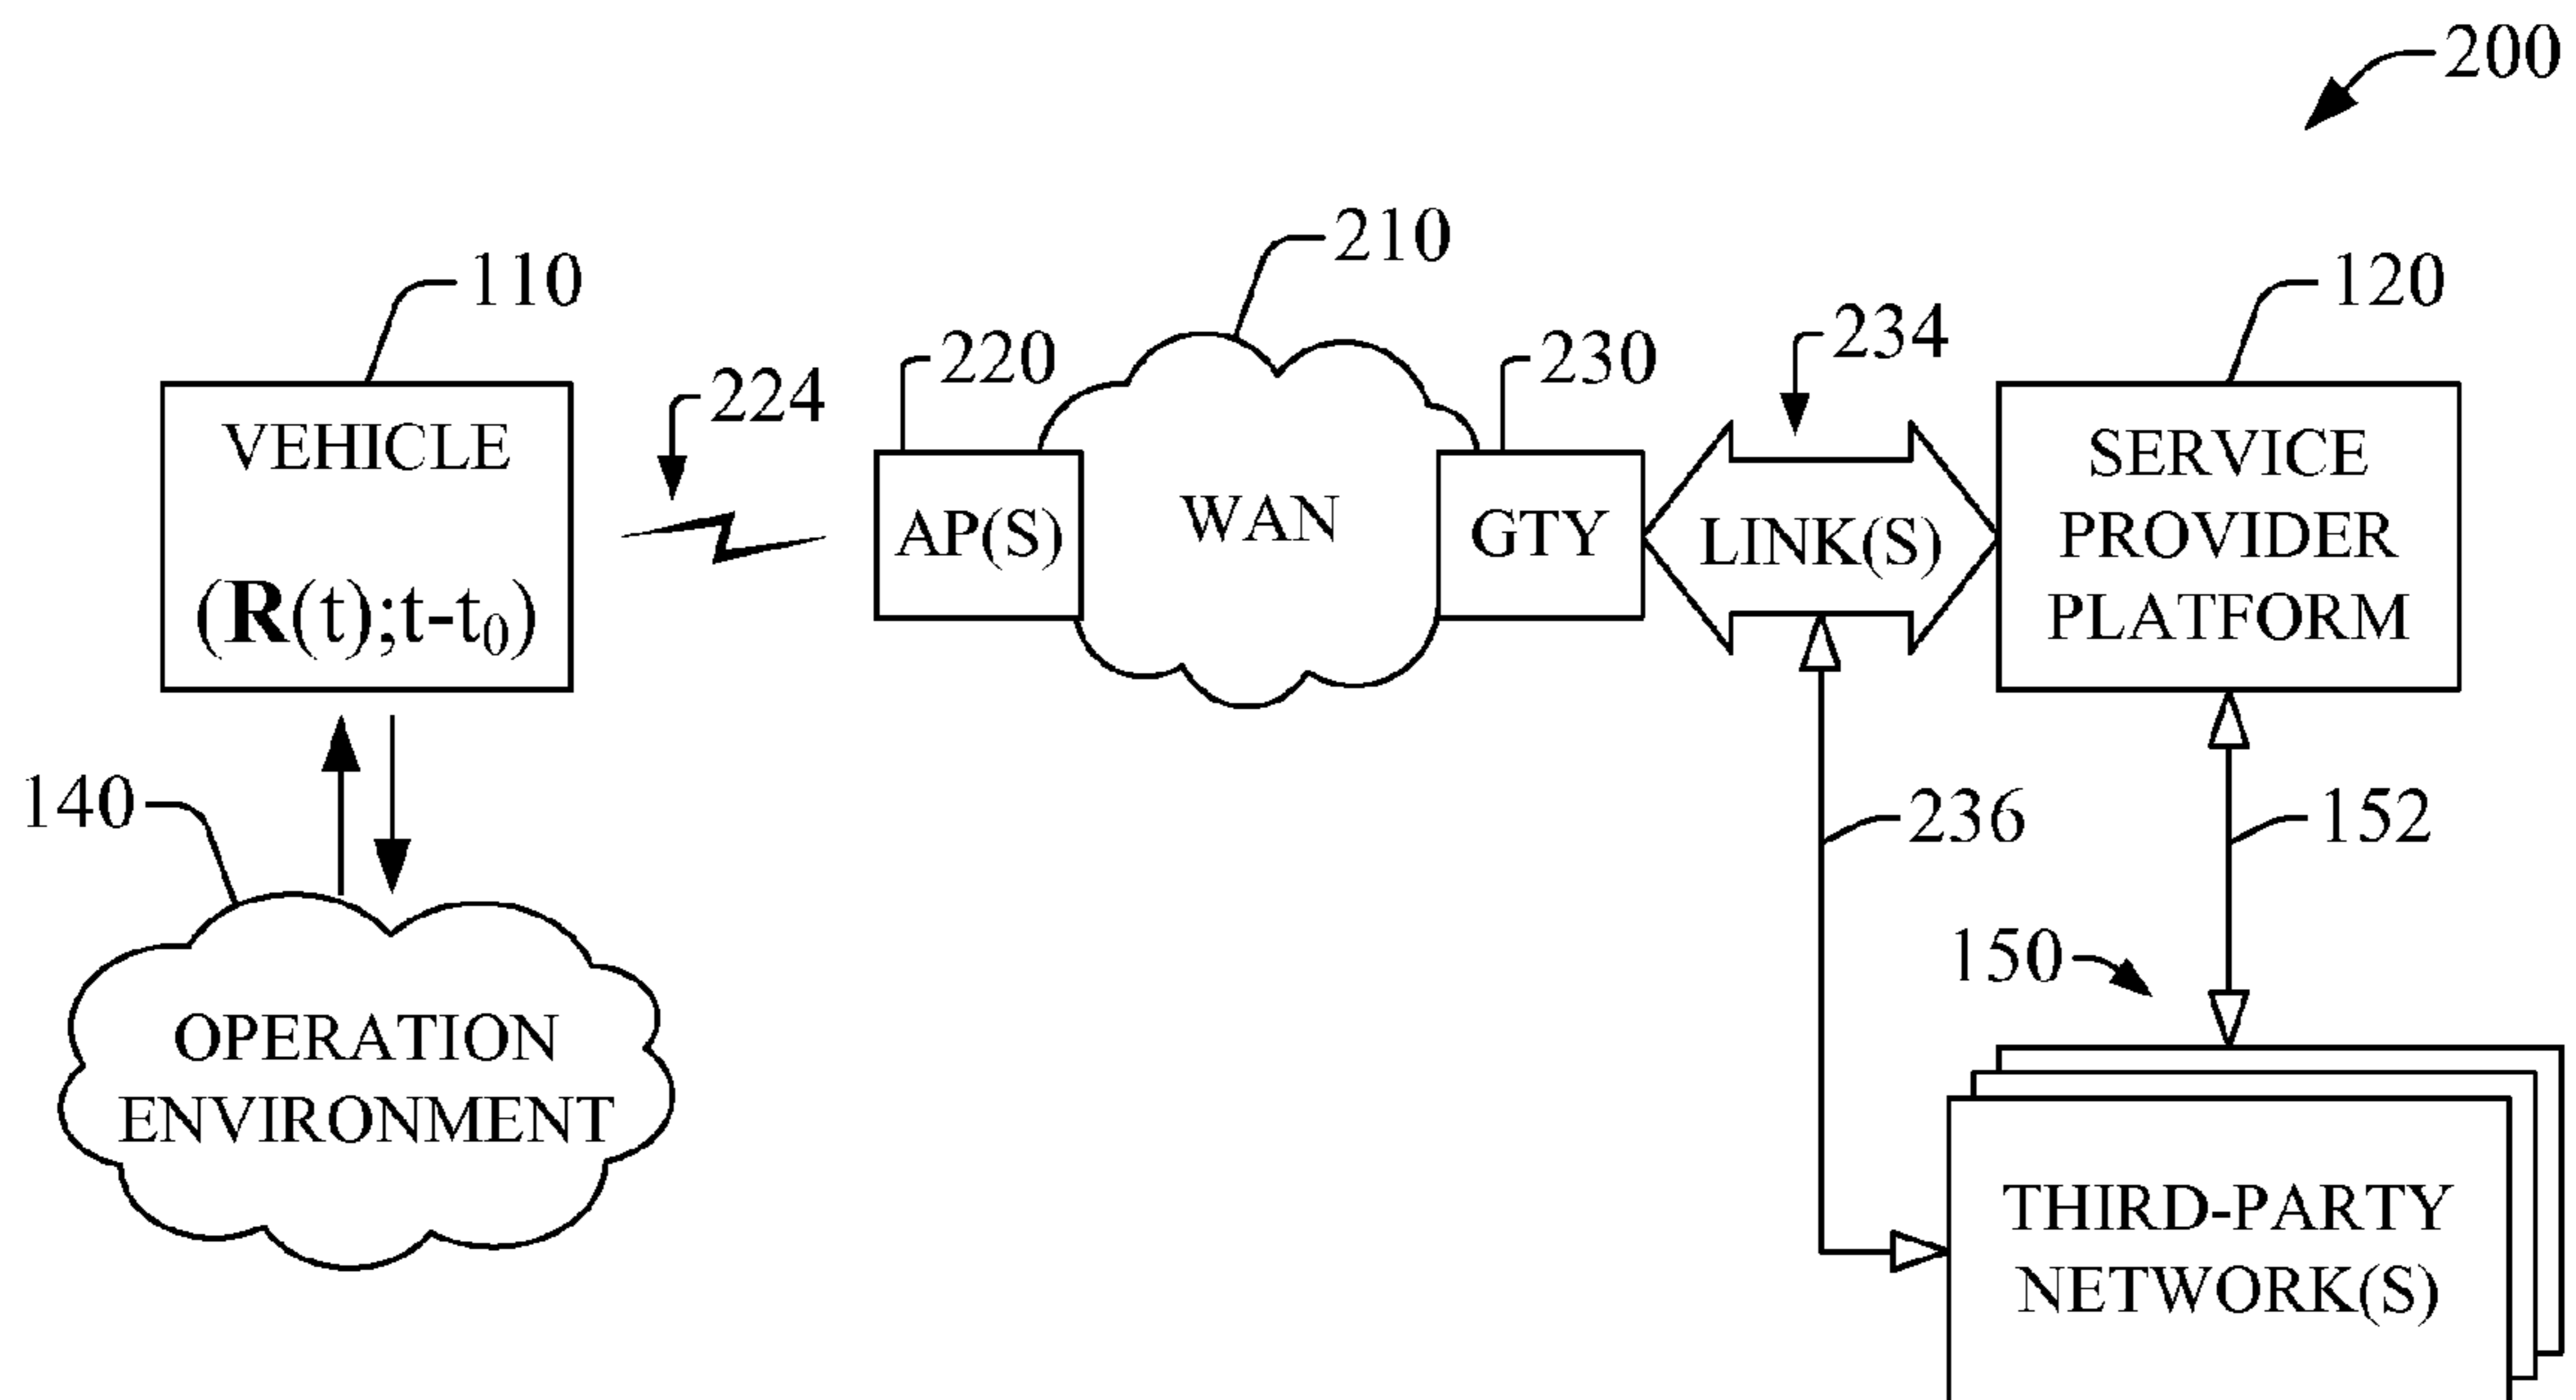 200
210
110
120
234
220
230
224
VEHICLE
(R(t);t-t₀)
AP(S)
WAN
GTY
LINK(S)
SERVICE
PROVIDER
PLATFORM
140
236
152
150
OPERATION
ENVIRONMENT
THIRD-PARTY
NETWORK(S)